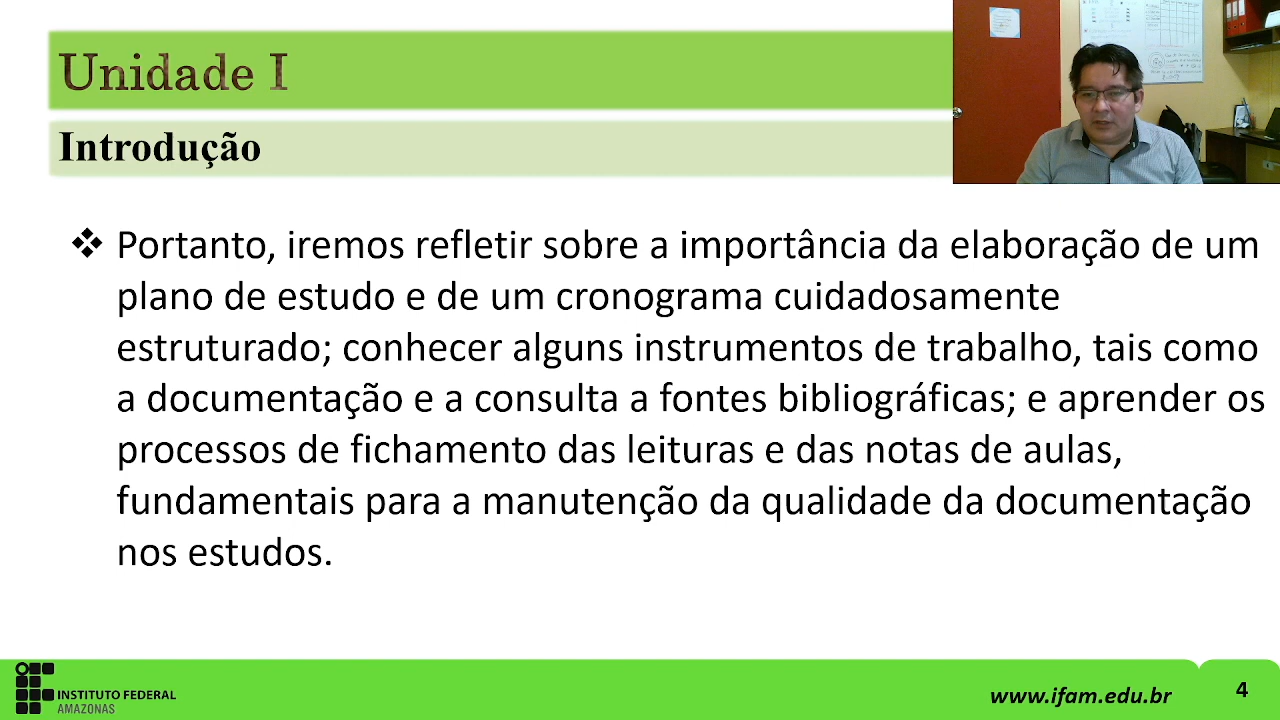 Unidade I
Introdução
❖ Portanto, iremos refletir sobre a importância da elaboração de um
plano de estudo e de um cronograma cuidadosamente
estruturado; conhecer alguns instrumentos de trabalho, tais como
a documentação e a consulta a fontes bibliográficas; e aprender os
processos de fichamento das leituras e das notas de aulas,
fundamentais para a manutenção da qualidade da documentação
nos estudos.
INSTITUTO FEDERAL
AMAZONAS
www.ifam.edu.br
4